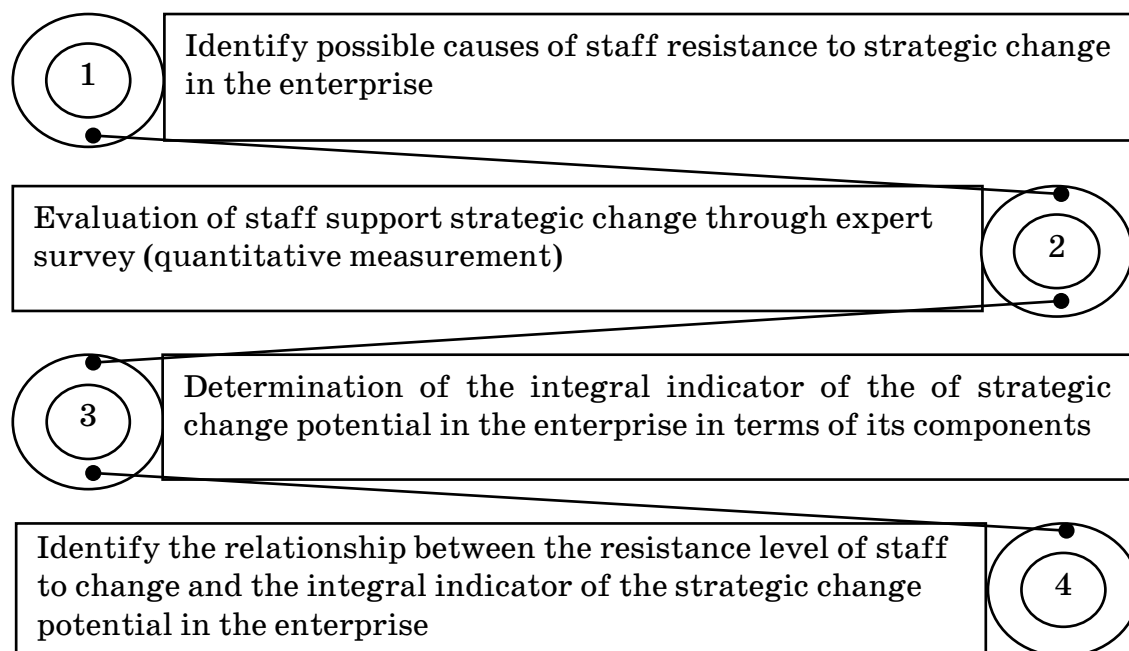 1
Identify possible causes of staff resistance to strategic change
in the enterprise
Evaluation of staff support strategic change through expert
survey (quantitative measurement)
2
3
Determination of the integral indicator of the of strategic
change potential in the enterprise in terms of its components
Identify the relationship between the resistance level of staff
to change and the integral indicator of the strategic change
potential in the enterprise
4